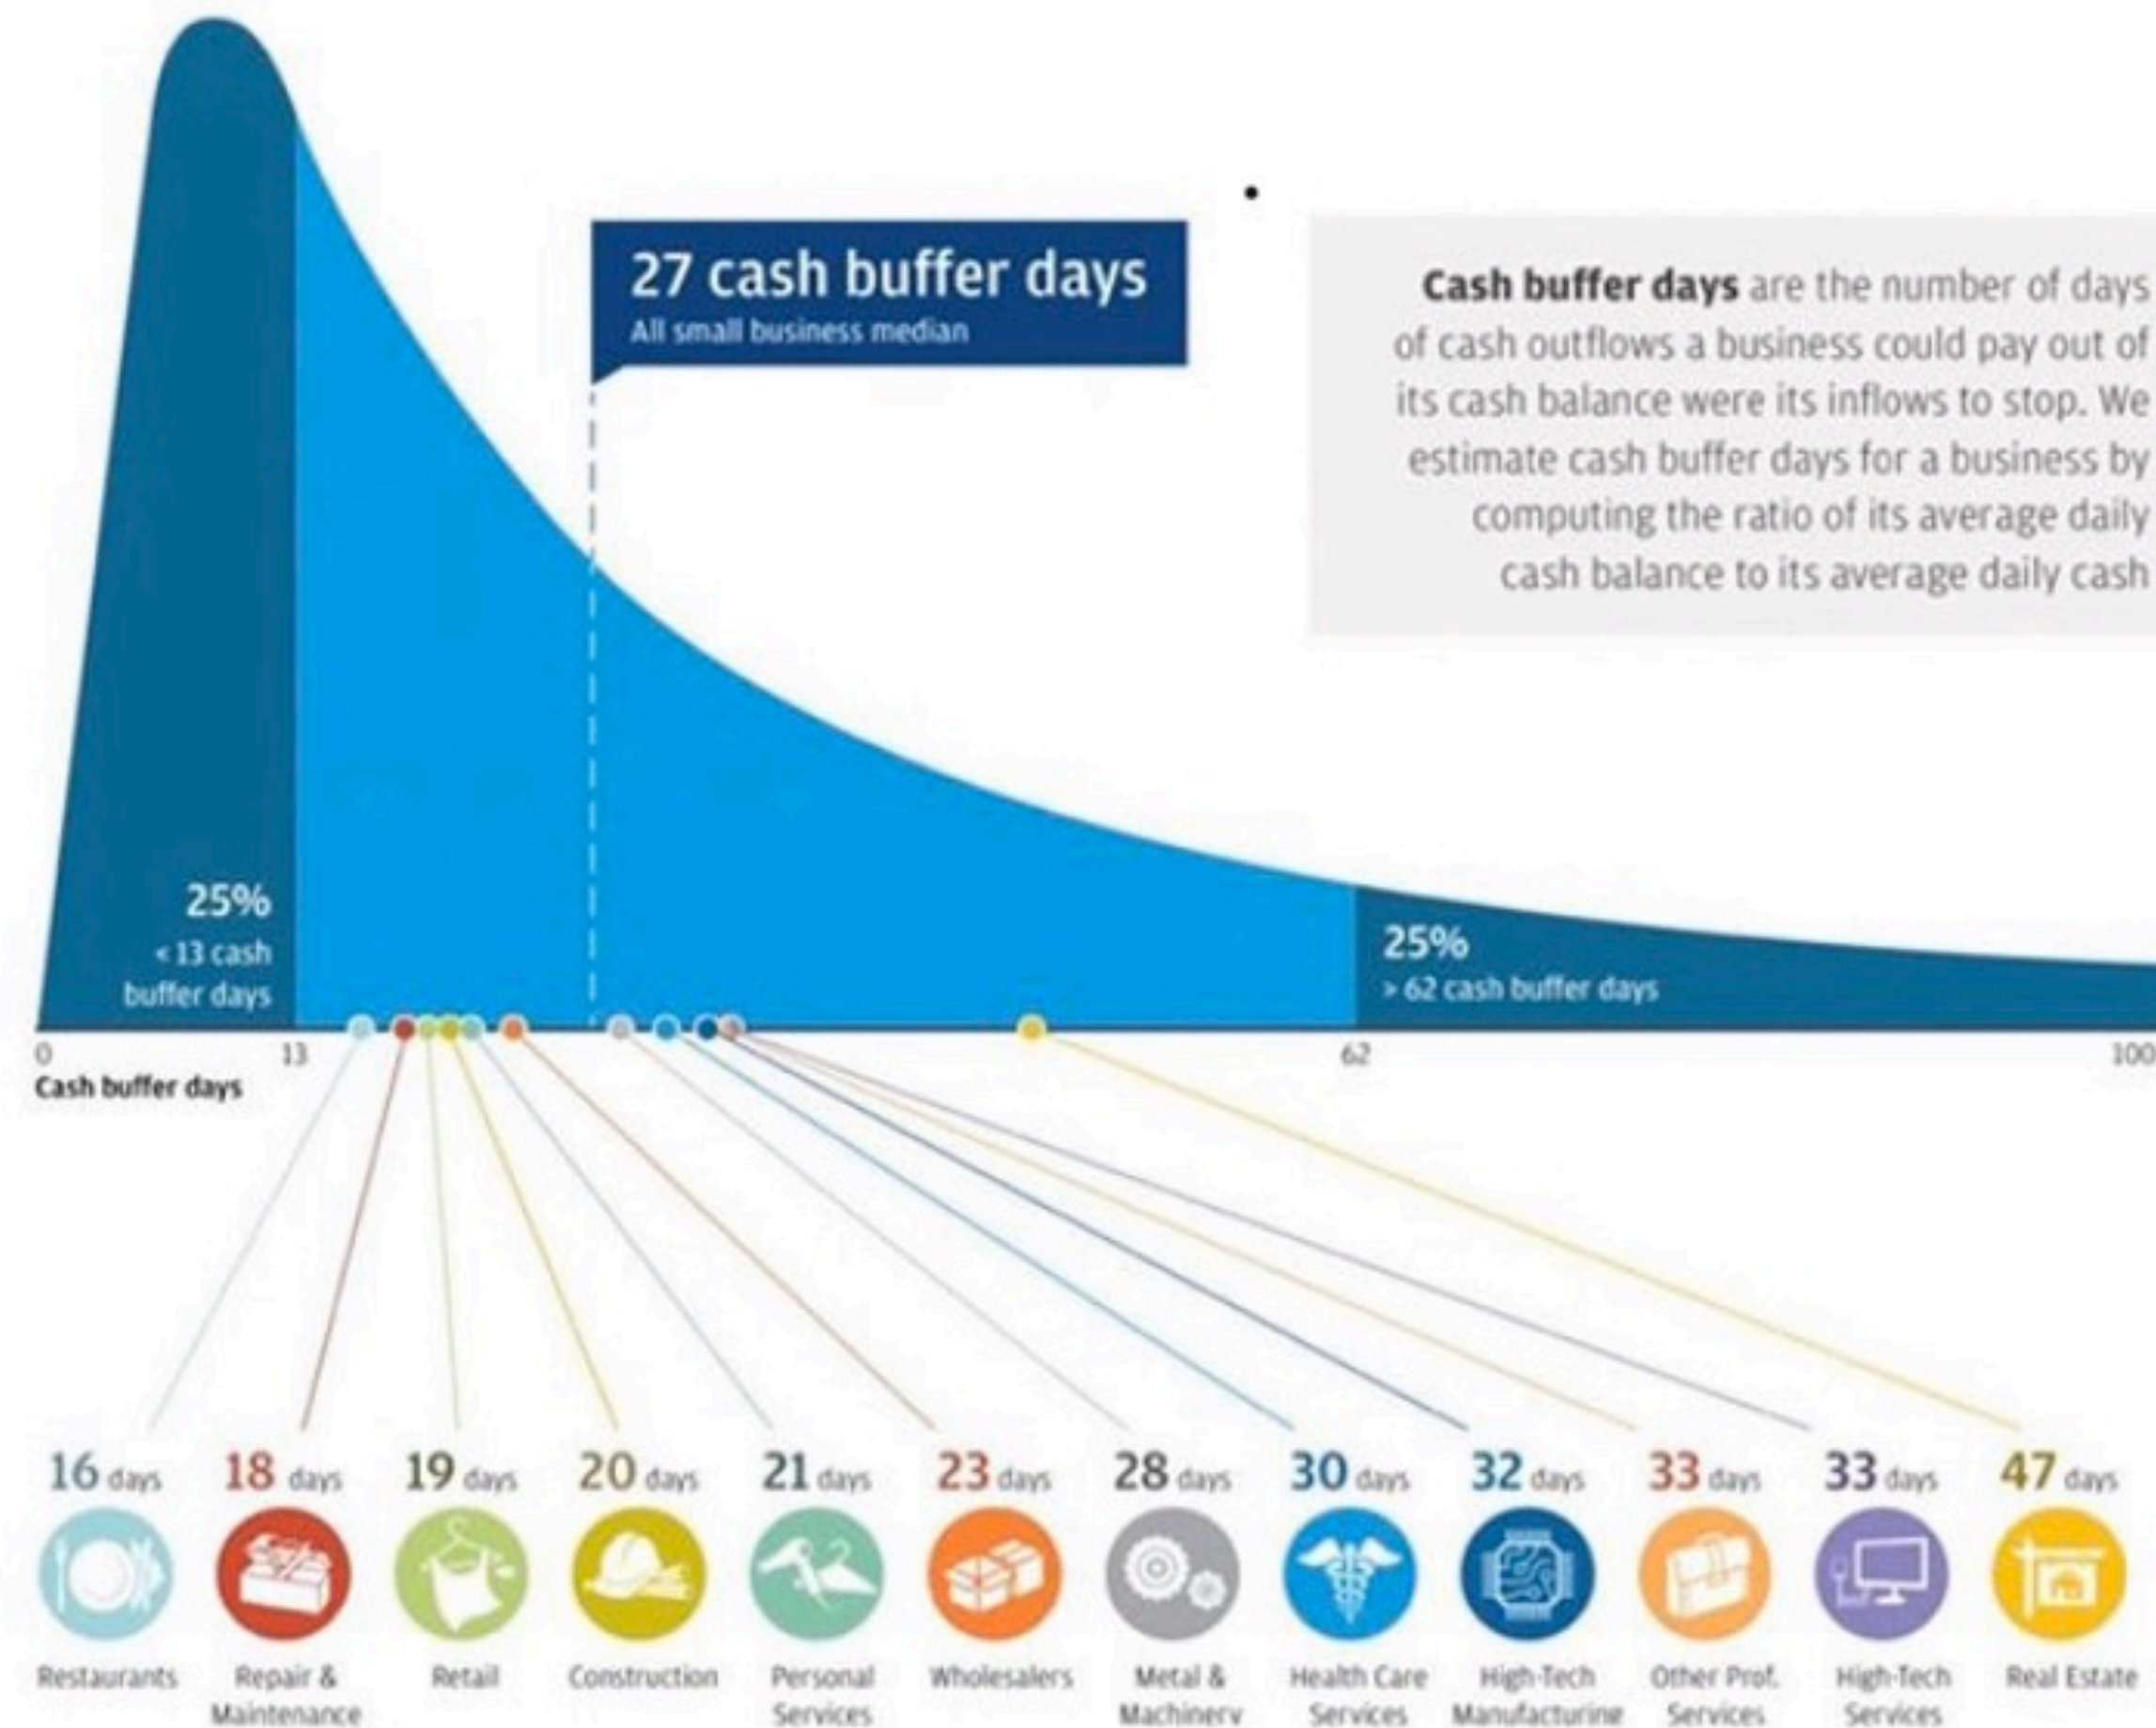 27 cash buffer days
All small business median
Cash buffer days are the number of days
of cash outflows a business could pay out of
its cash balance were its inflows to stop. We
estimate cash buffer days for a business by
computing the ratio of its average daily
cash balance to its average daily cash
25%
< 13 cash
buffer days
25%
> 62 cash buffer days
0 13 62 100
Cash buffer days
16 days 18 days 19 days 20 days 21 days 23 days 28 days 30 days 32 days 33 days 33 days 47 days
Restaurants Repair & Retail Construction Personal Wholesalers Metal & Health Care High-Tech Other Prof. High-Tech Real Estate
Maintenance Services Machinery Services Manufacturing Services Services